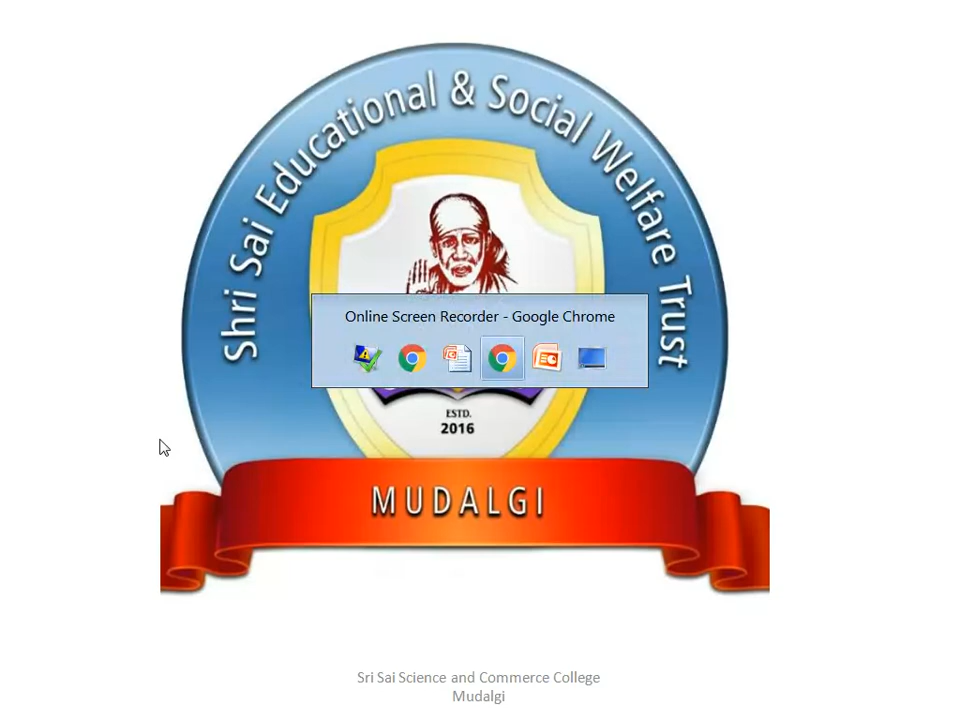 Shri Sai Educational & Social Welfare Trust
Online Screen Recorder - Google Chrome
ESTD.
2016
MUDALGI
Sri Sai Science and Commerce College
Mudalgi